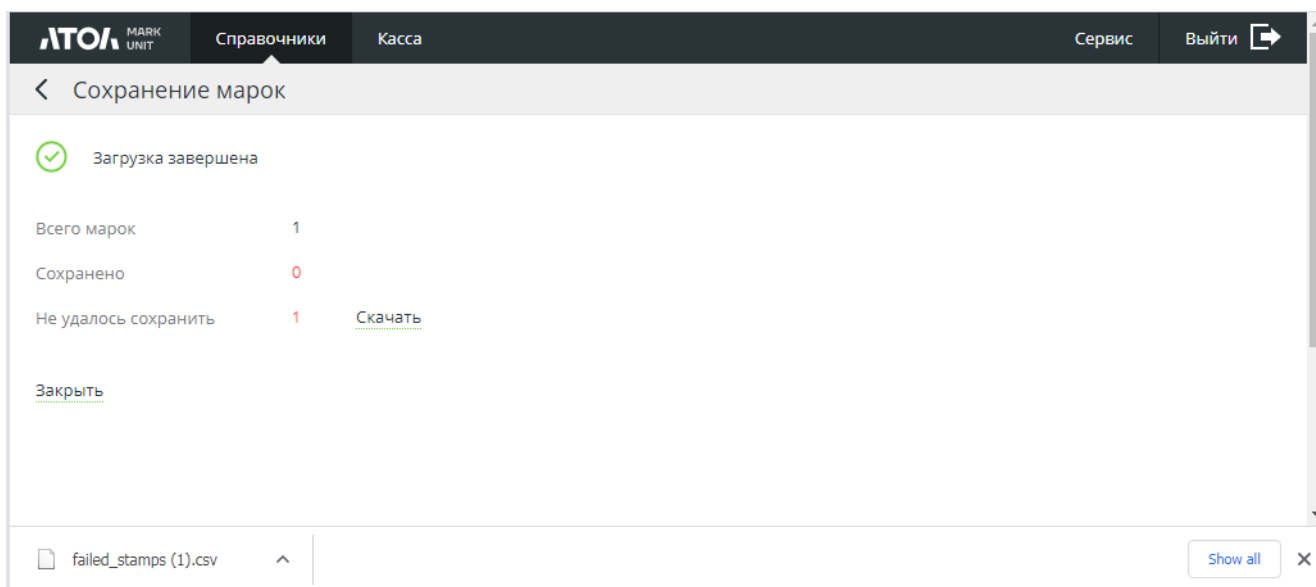 АТОЛ MARK UNIT Справочники Касса Сервис Выйти
Сохранение марок
Загрузка завершена
Всего марок 1
Сохранено 0
Не удалось сохранить 1 Скачать
Закрыть
failed_stamps (1).csv Show all